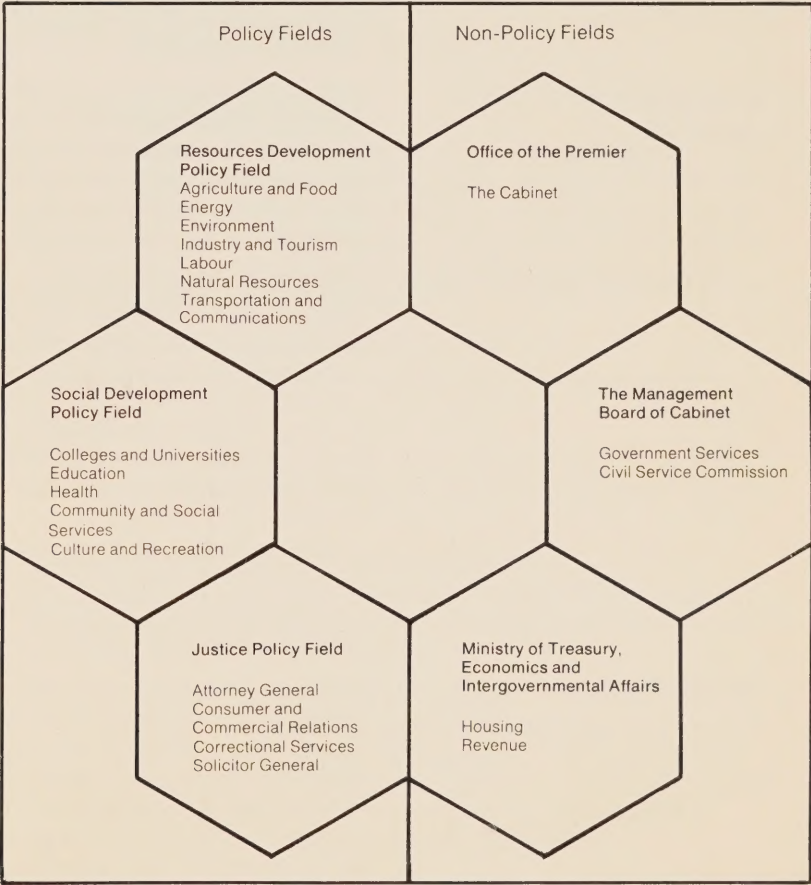 Policy Fields
Non-Policy Fields
Resources Development
Policy Field
Agriculture and Food
Energy
Environment
Industry and Tourism
Labour
Natural Resources
Transportation and
Communications
Office of the Premier
The Cabinet
Social Development
Policy Field
Colleges and Universities
Education
Health
Community and Social
Services
Culture and Recreation
The Management
Board of Cabinet
Government Services
Civil Service Commission
Justice Policy Field
Attorney General
Consumer and
Commercial Relations
Correctional Services
Solicitor General
Ministry of Treasury,
Economics and
Intergovernmental Affairs
Housing
Revenue